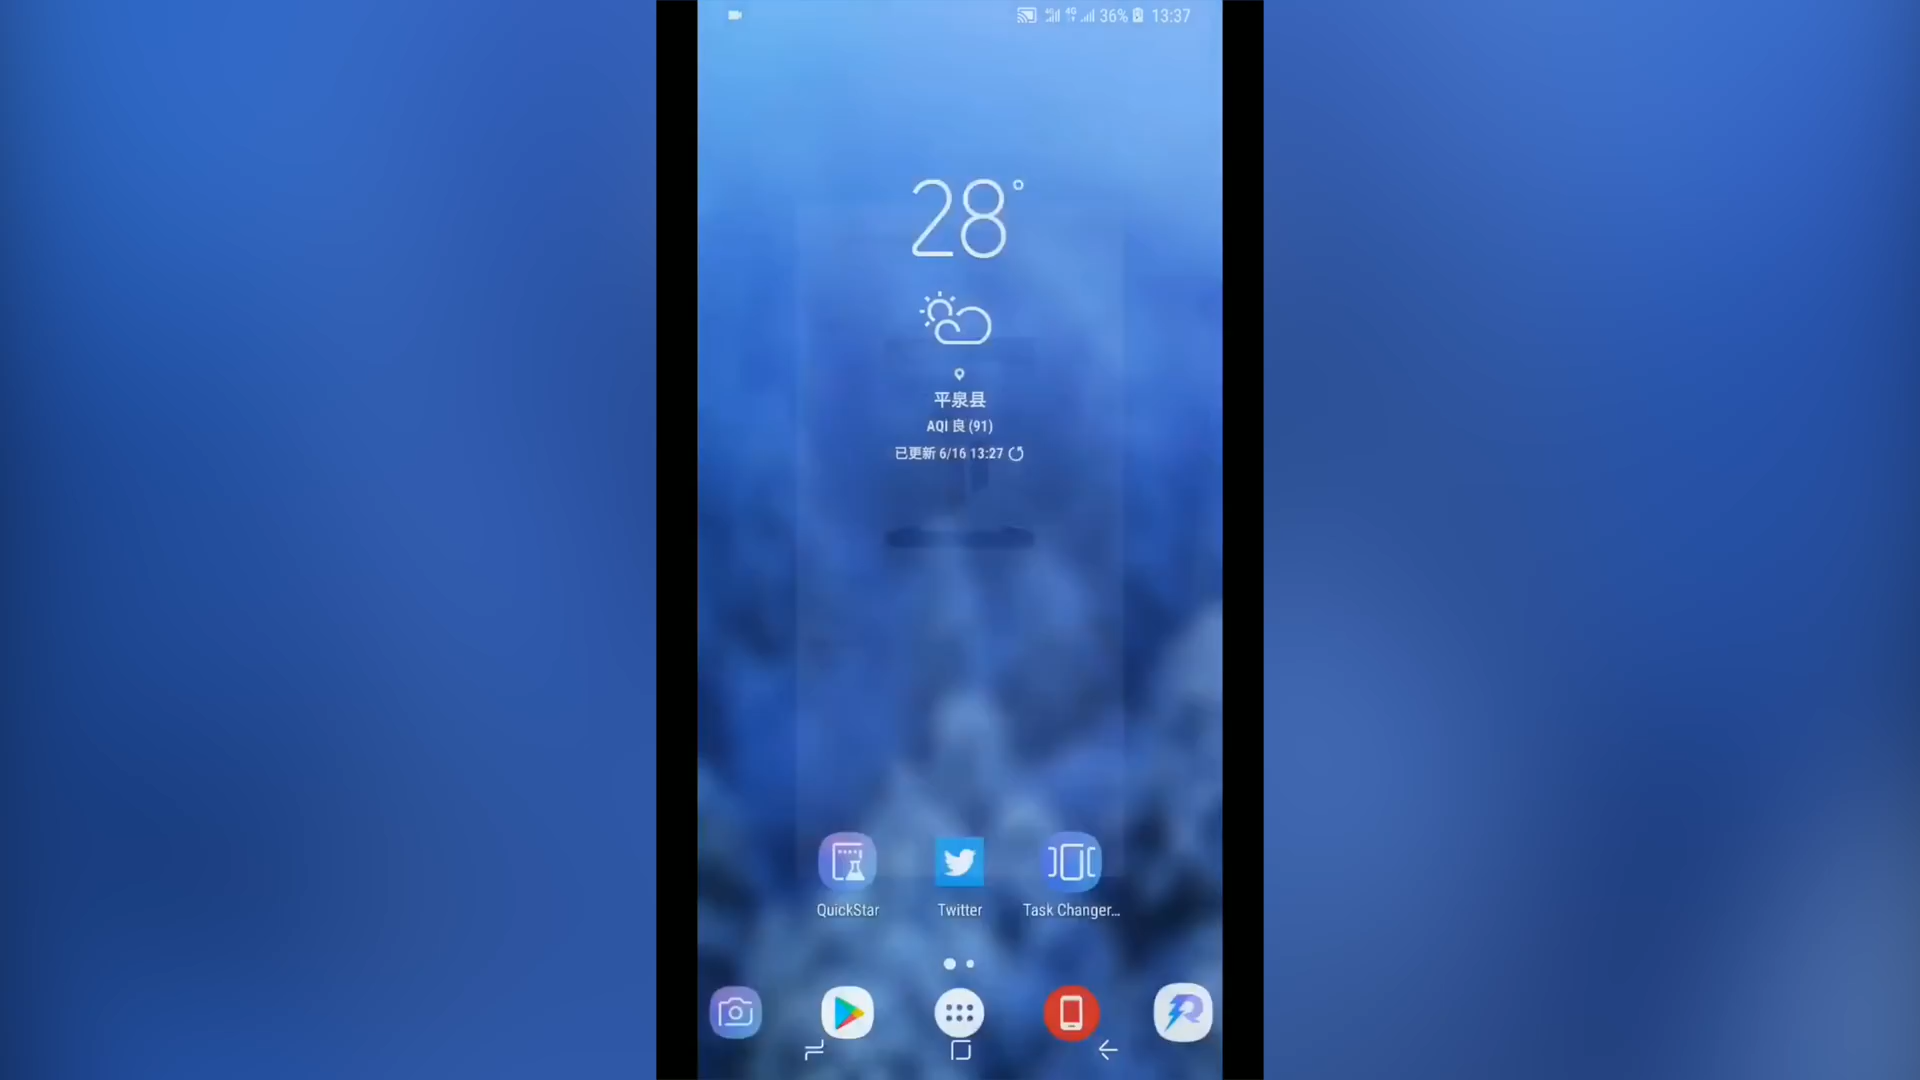 4G 36% 13:37
28°
平泉县
AQI 良 (91)
已更新 6/16 13:27
QuickStar
Twitter
Task Changer...